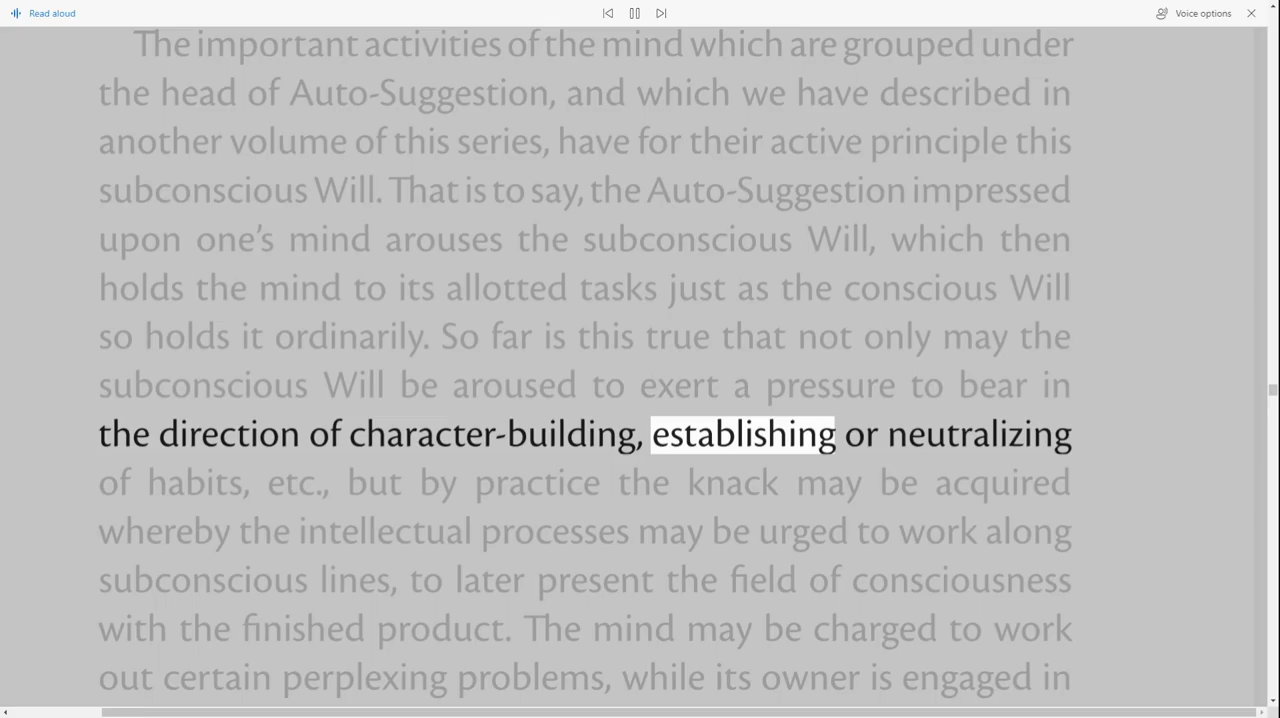 Read aloud
Voice options
The important activities of the mind which are grouped under
the head of Auto-Suggestion, and which we have described in
another volume of this series, have for their active principle this
subconscious Will. That is to say, the Auto-Suggestion impressed
upon one’s mind arouses the subconscious Will, which then
holds the mind to its allotted tasks just as the conscious Will
so holds it ordinarily. So far is this true that not only may the
subconscious Will be aroused to exert a pressure to bear in
the direction of character-building, establishing or neutralizing
of habits, etc., but by practice the knack may be acquired
whereby the intellectual processes may be urged to work along
subconscious lines, to later present the field of consciousness
with the finished product. The mind may be charged to work
out certain perplexing problems, while its owner is engaged in